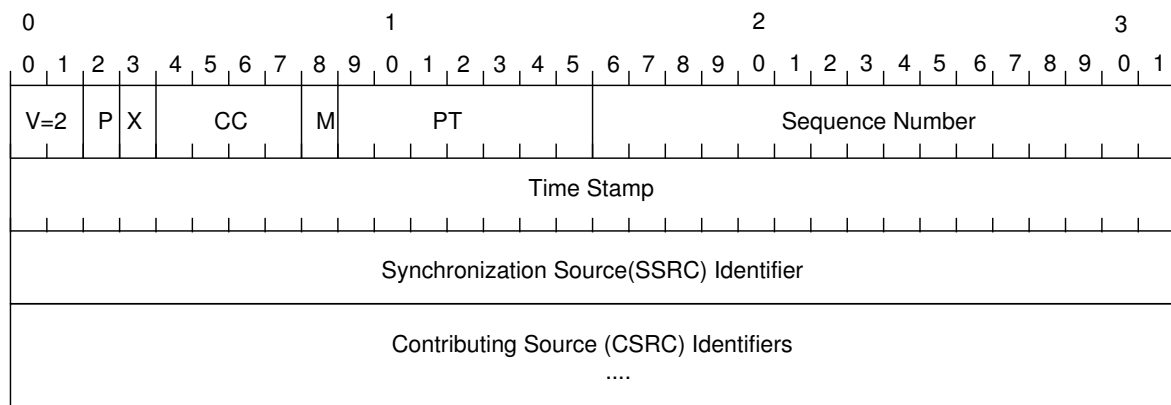 0 1 2 3
0 1 2 3 4 5 6 7 8 9 0 1 2 3 4 5 6 7 8 9 0 1 2 3 4 5 6 7 8 9 0 1
V=2 P X CC M PT Sequence Number
Time Stamp
Synchronization Source(SSRC) Identifier
Contributing Source (CSRC) Identifiers
....